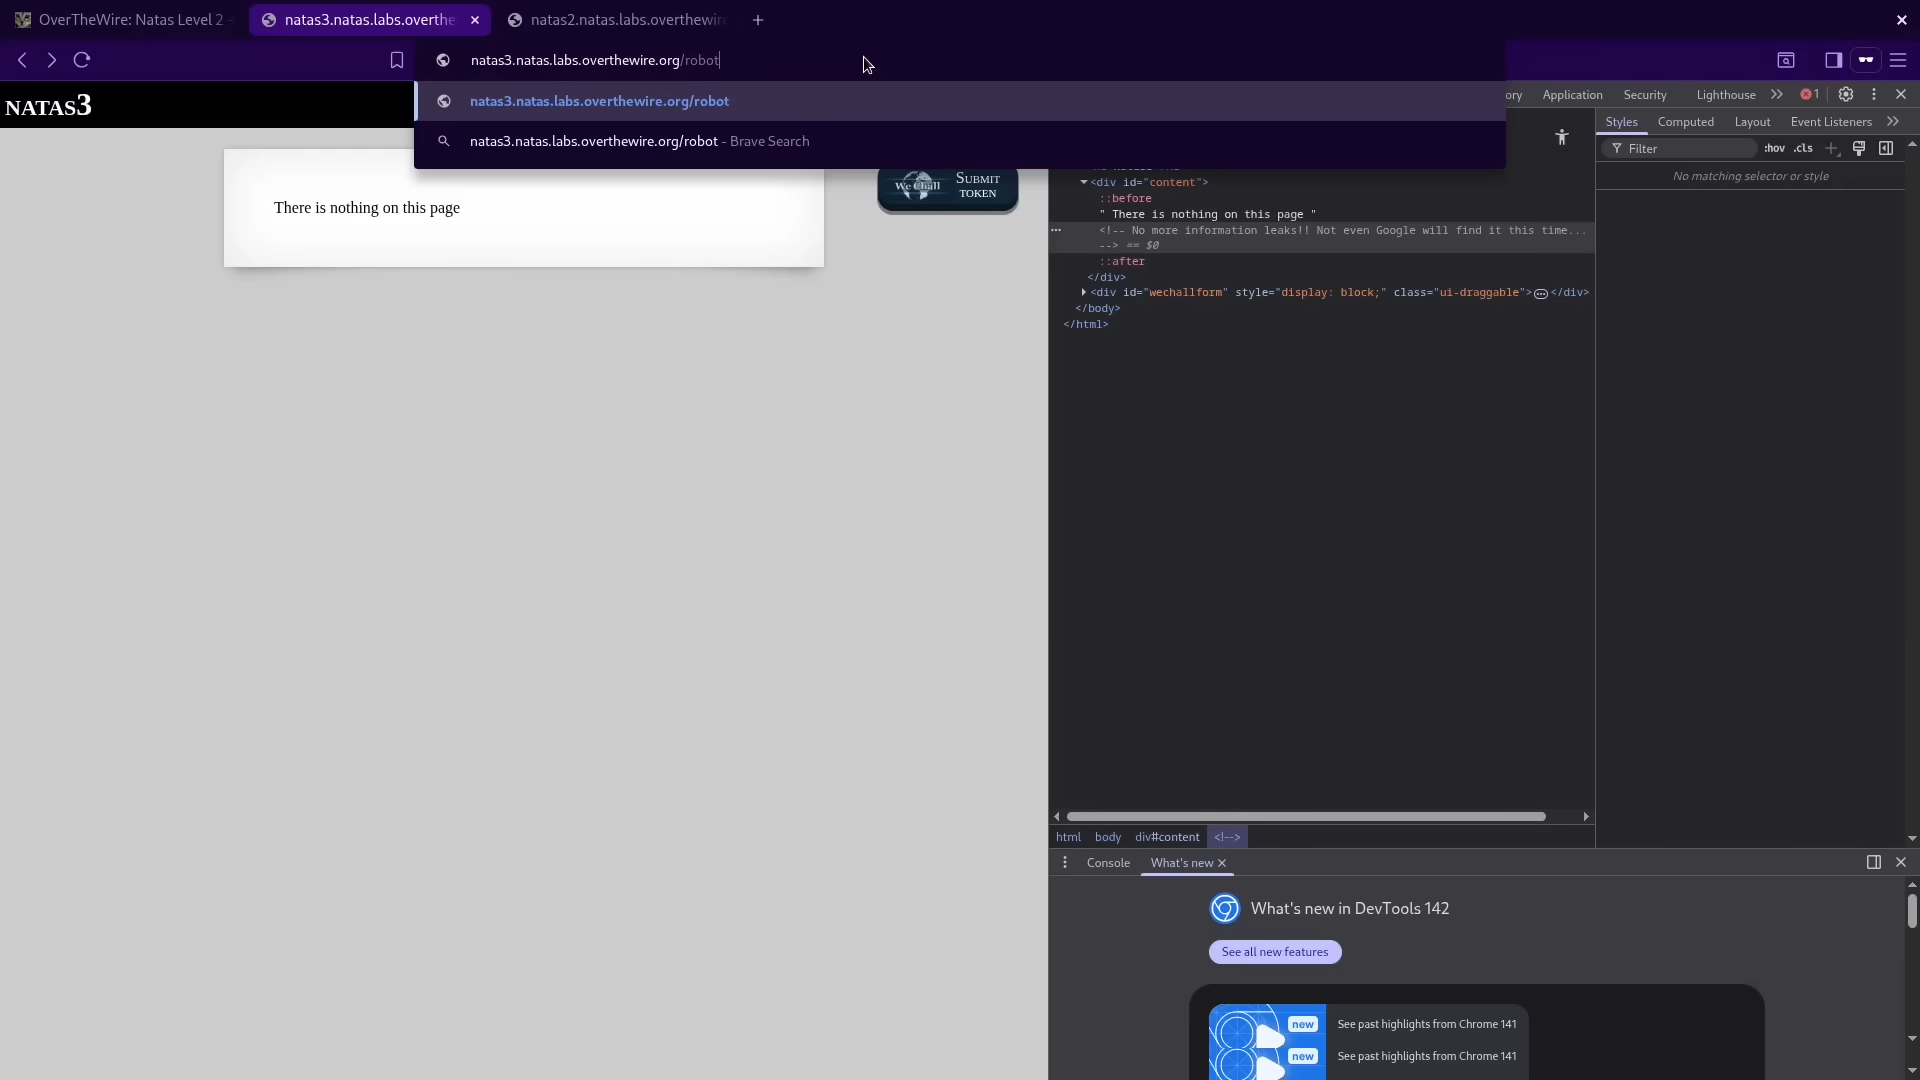 OverTheWire: Natas Level 2
natas3.natas.labs.overthe
natas2.natas.labs.overthewire
natas3.natas.labs.overthewire.org/robot
natas3.natas.labs.overthewire.org/robot
natas3.natas.labs.overthewire.org/robot - Brave Search
NATAS3
There is nothing on this page
We Chall
SUBMIT
TOKEN
ory
Application
Security
Lighthouse
1
<div id="content">
::before
" There is nothing on this page "
<!-- No more information leaks!! Not even Google will find it this time...
--> == $0
::after
</div>
<div id="wechallform" style="display: block;" class="ui-draggable"> </div>
</body>
</html>
Styles
Computed
Layout
Event Listeners
Filter
:hov .cls
No matching selector or style
html body div#content <!-->
Console
What's new
What's new in DevTools 142
See all new features
new
See past highlights from Chrome 141
new
See past highlights from Chrome 141